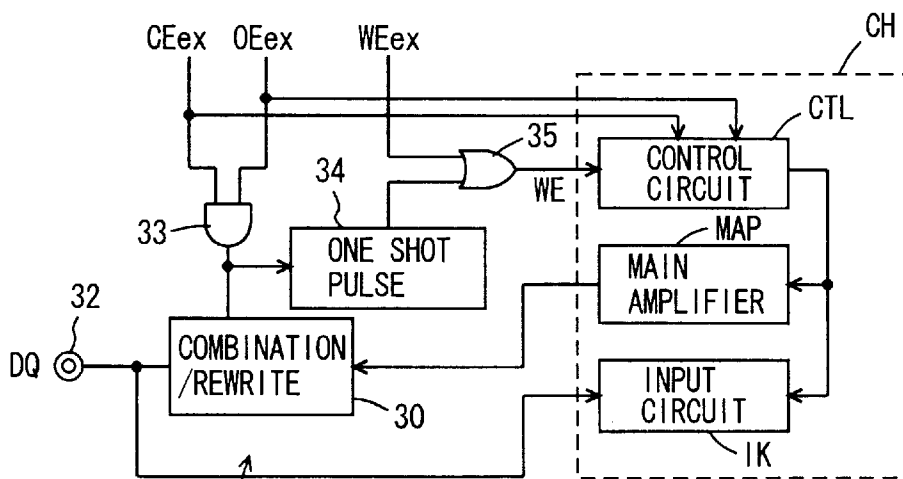 CEex OEex WEex
CH
CTL
35
CONTROL
CIRCUIT
34
WE
33
MAP
ONE SHOT
PULSE
MAIN
AMPLIFIER
32
DQ
COMBINATION
/REWRITE
INPUT
CIRCUIT
30
IK